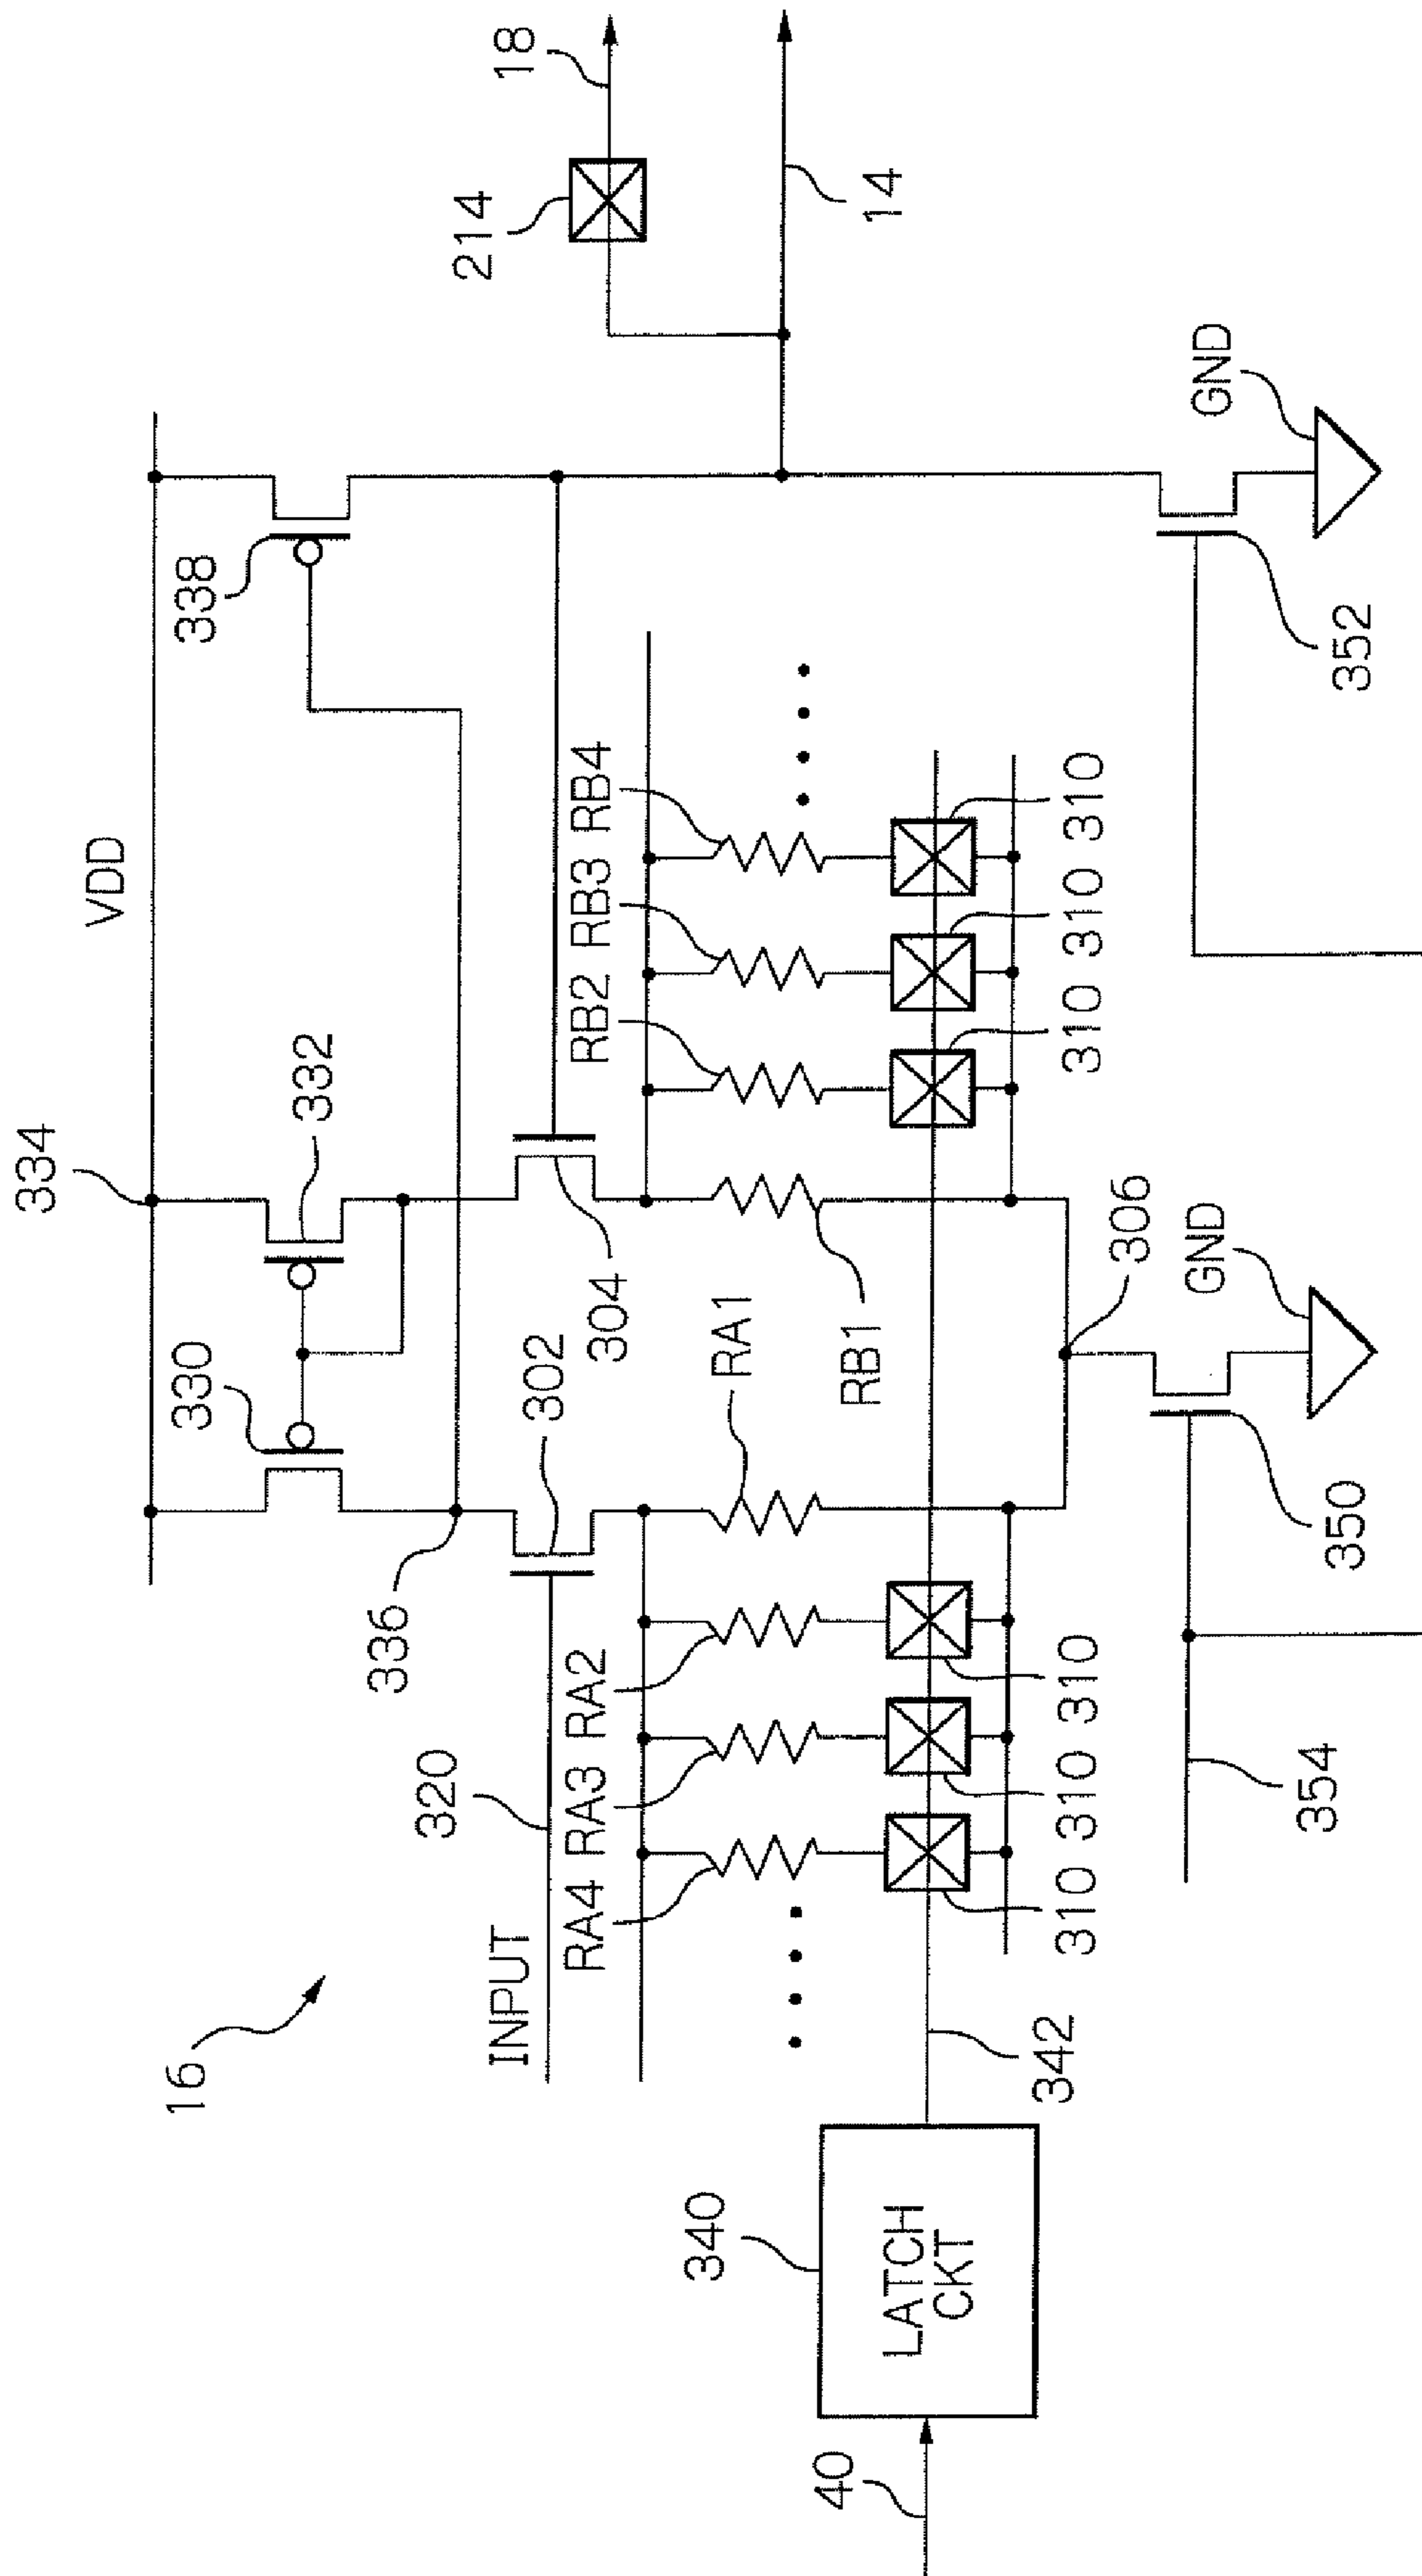 16
334
VDD
330
332
338
214
18
336
302
304
14
INPUT
320
RA4
RA3
RA2
RA1
RB1
RB2
RB3
RB4
340
LATCH
CKT
40
342
310
310
310
310
310
310
306
354
350
GND
352
GND